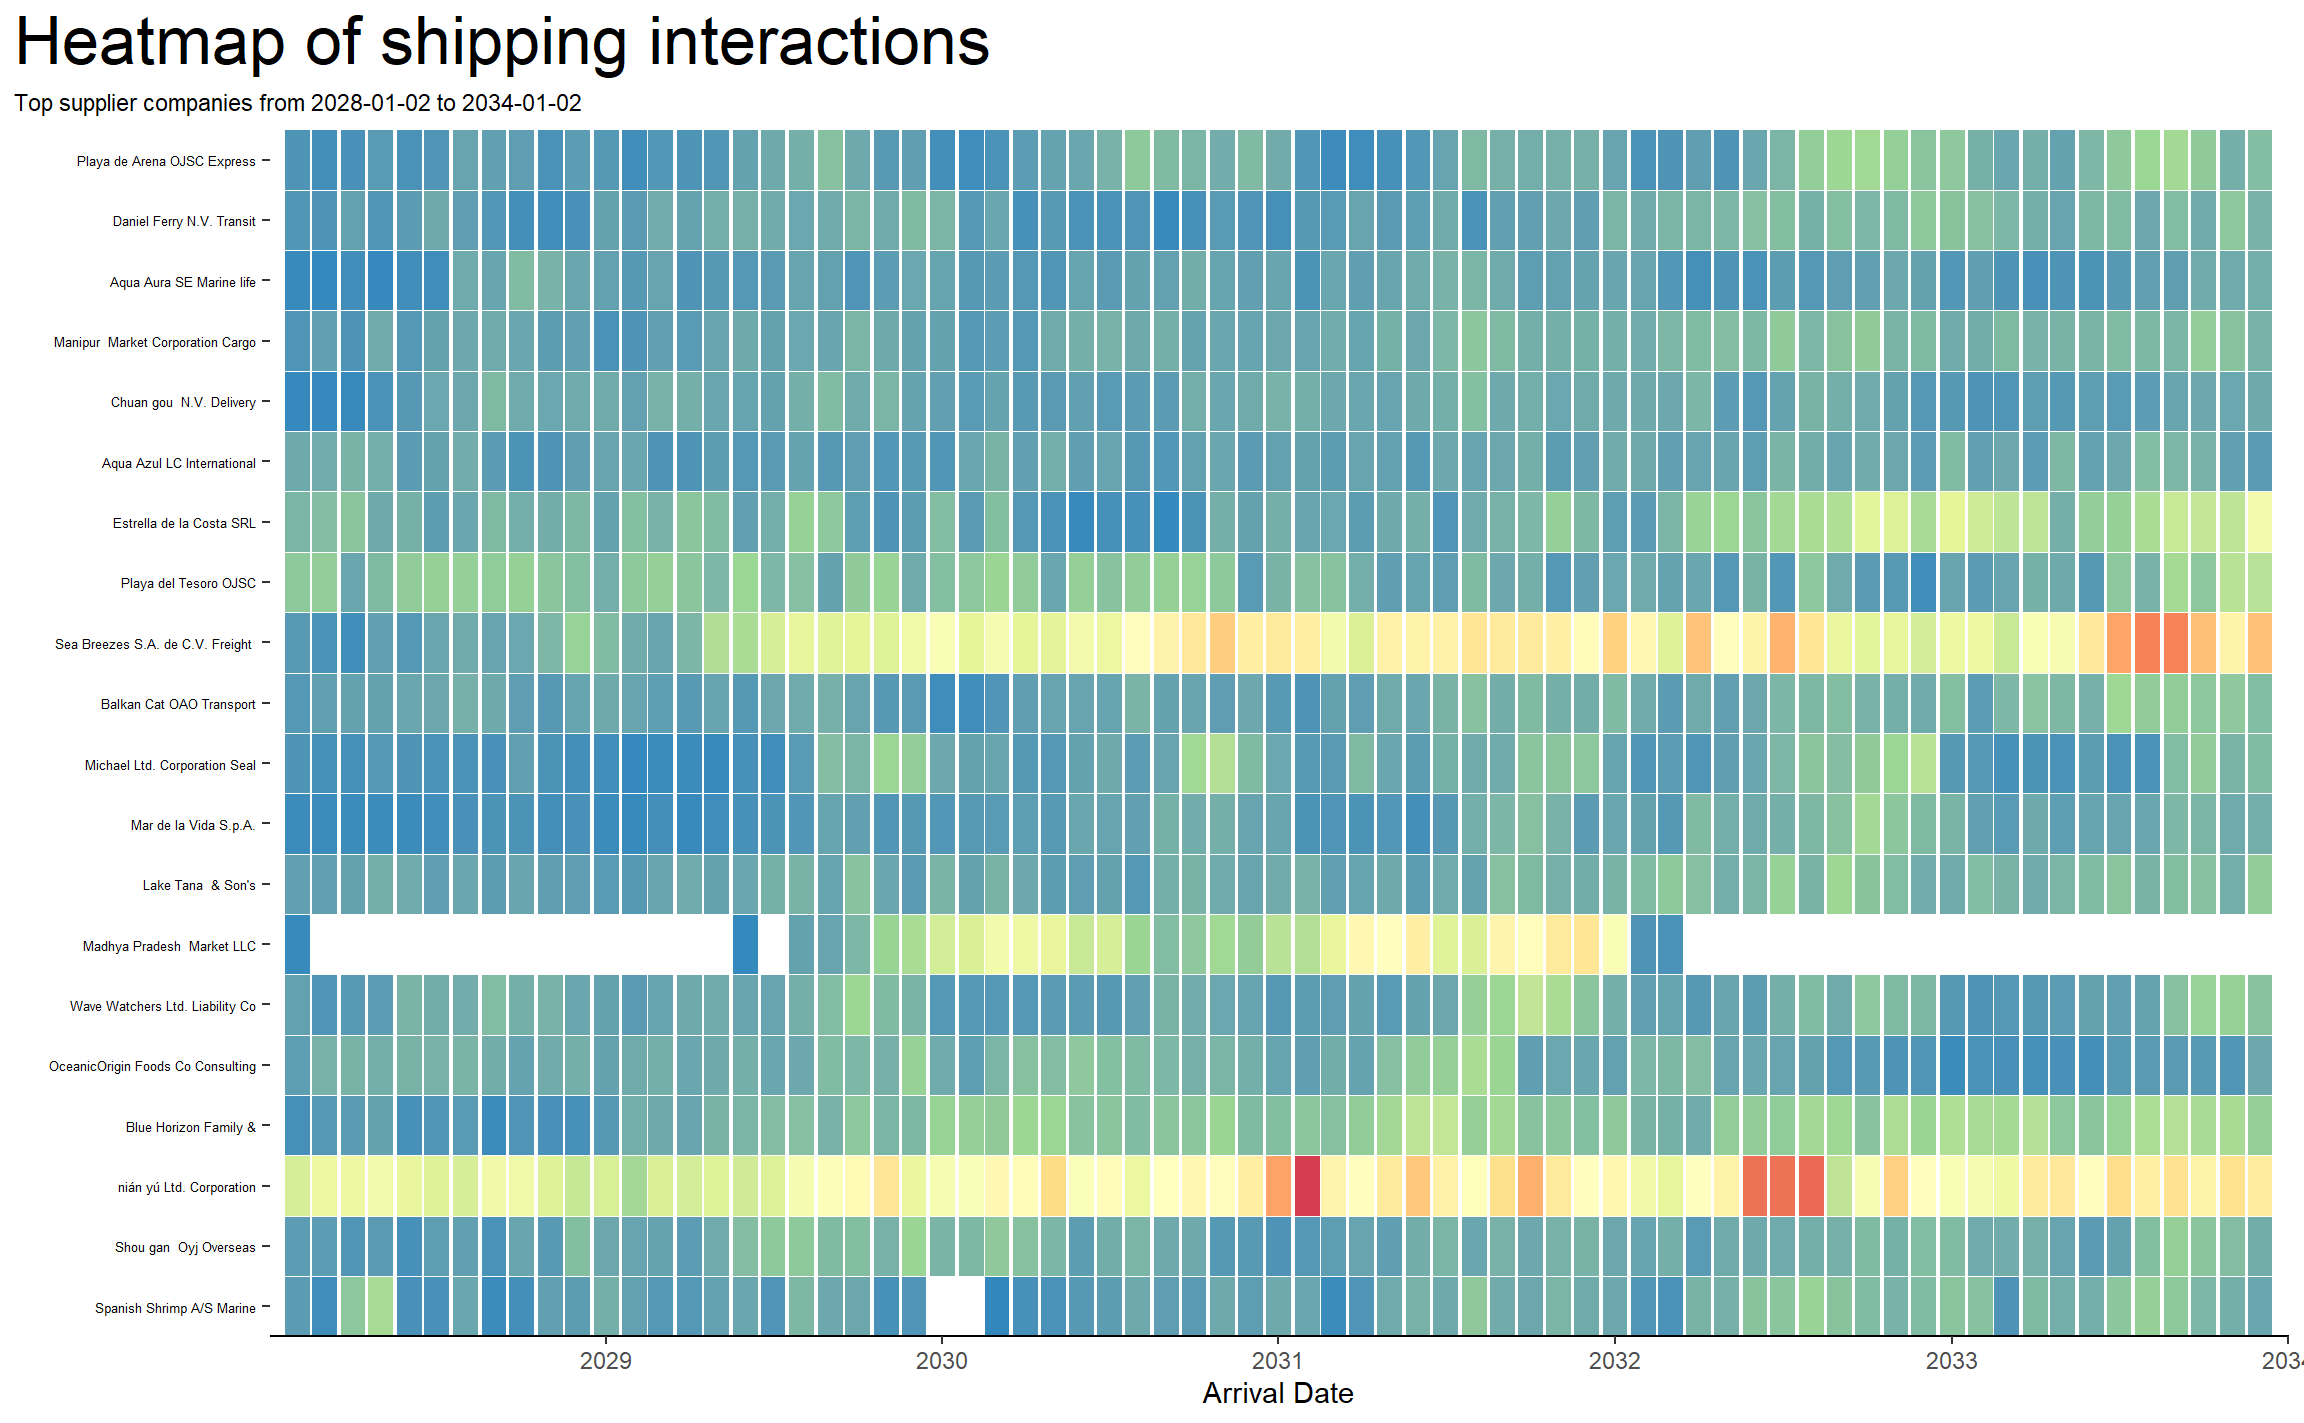 Heatmap of shipping interactions
Top supplier companies from 2028-01-02 to 2034-01-02
Playa de Arena OJSC Express
Daniel Ferry N.V. Transit
Aqua Aura SE Marine life
Manipur  Market Corporation Cargo
Chuan gou  N.V. Delivery
Aqua Azul LC International
Estrella de la Costa SRL
Playa del Tesoro OJSC
Sea Breezes S.A. de C.V. Freight
Balkan Cat OAO Transport
Michael Ltd. Corporation Seal
Mar de la Vida S.p.A.
Lake Tana  & Son's
Madhya Pradesh  Market LLC
Wave Watchers Ltd. Liability Co
OceanicOrigin Foods Co Consulting
Blue Horizon Family &
nián yú Ltd. Corporation
Shou gan  Oyj Overseas
Spanish Shrimp A/S Marine
2029 2030 2031 2032 2033 2034
Arrival Date